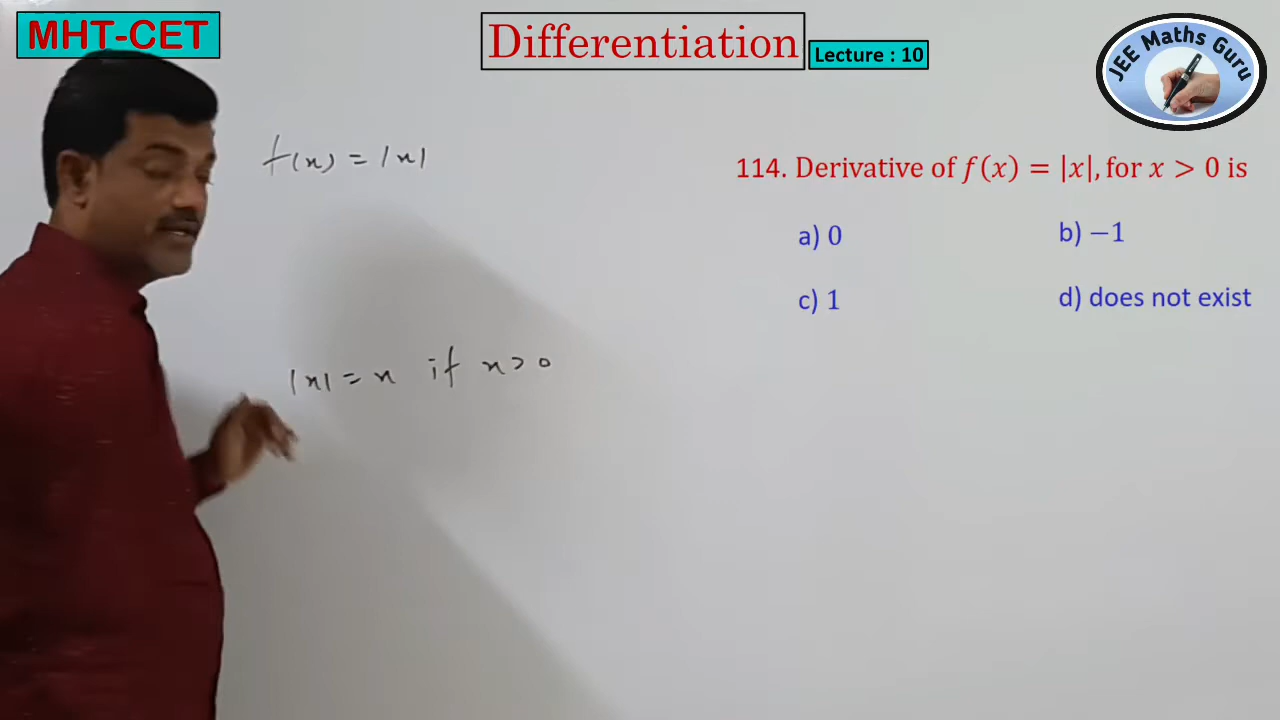 MHT-CET
Differentiation
Lecture : 10
JEE Maths Guru
f(x) = |x|
114. Derivative of f(x) = |x|, for x > 0 is
a) 0
b) −1
c) 1
d) does not exist
|x| = x if x > 0